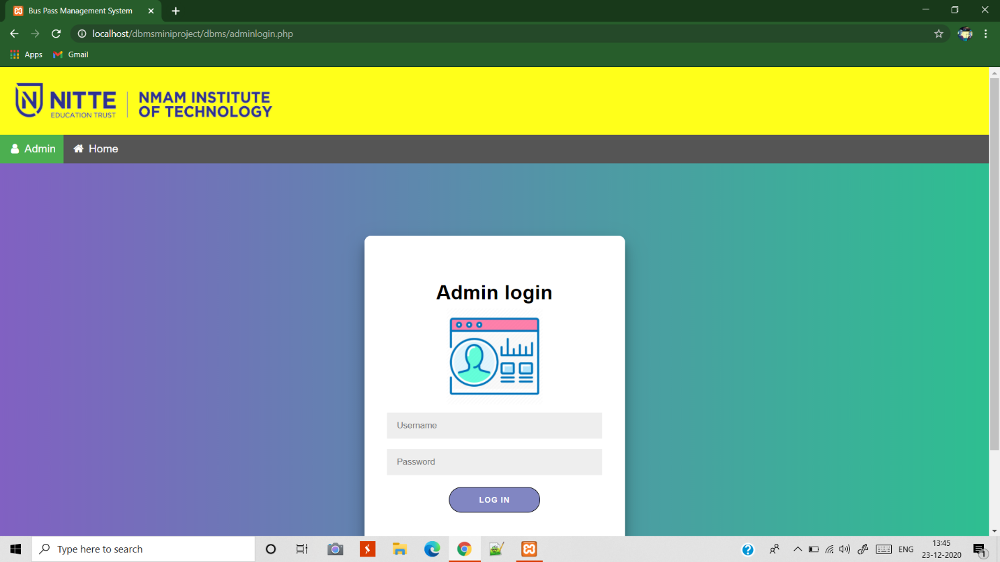 Bus Pass Management System
localhost/dbmsminiproject/dbms/adminlogin.php
Apps Gmail
N NITTE
EDUCATION TRUST
NMAM INSTITUTE
OF TECHNOLOGY
Admin Home
Admin login
Username
Password
LOG IN
Type here to search
ENG
13:45
23-12-2020
1